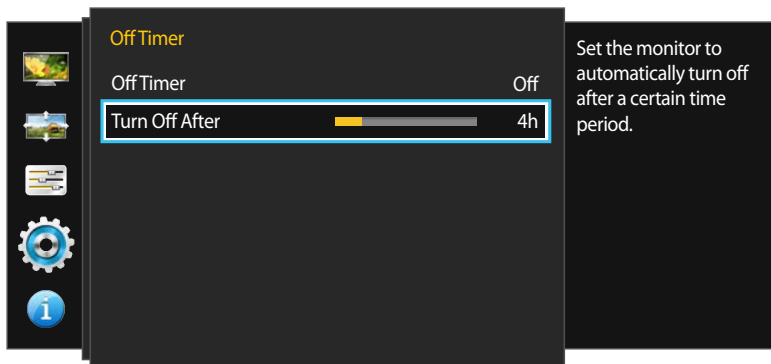 Off Timer
Off Timer Off
Turn Off After 4h
Set the monitor to
automatically turn off
after a certain time
period.
i